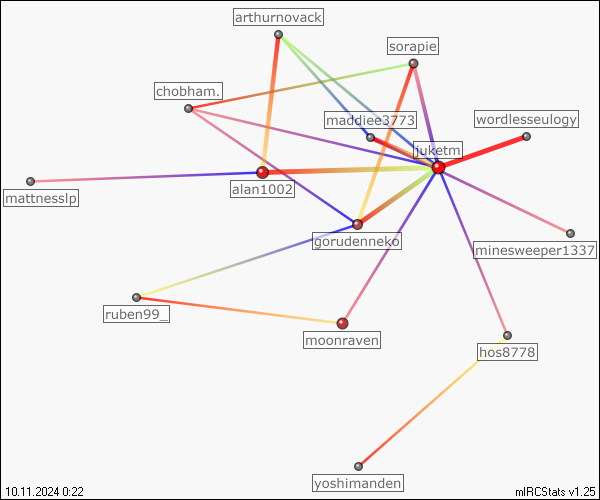 arthurnovack
sorapie
chobham.
maddiee3773
wordlesseulogy
juketm
alan1002
mattnesslp
gorudenneko
minesweeper1337
ruben99_
moonraven
hos8778
yoshimanden
10.11.2024 0:22
mIRCStats v1.25